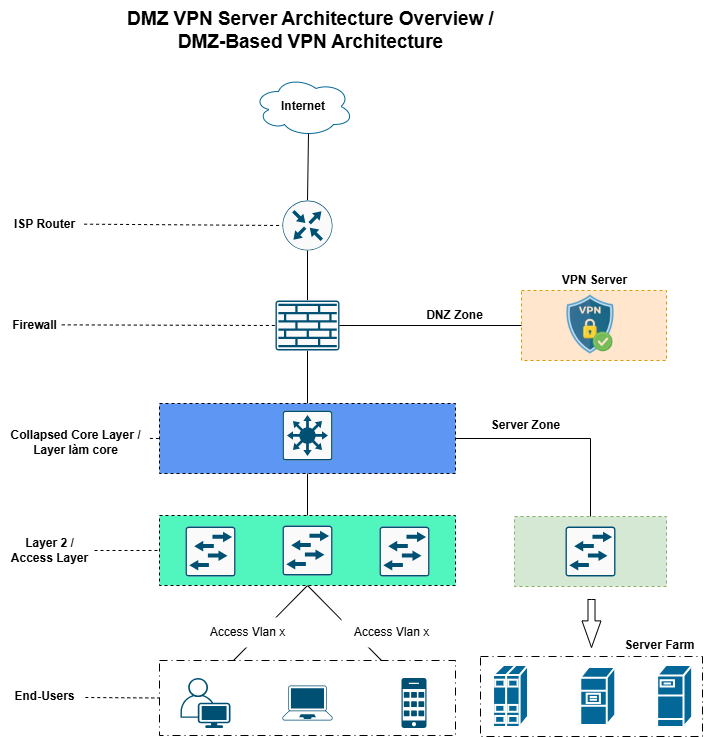 DMZ VPN Server Architecture Overview /
DMZ-Based VPN Architecture
Internet
ISP Router
VPN Server
VPN
Firewall
DNZ Zone
Collapsed Core Layer /
Layer làm core
Server Zone
Layer 2 /
Access Layer
Access Vlan x
Access Vlan x
Server Farm
End-Users